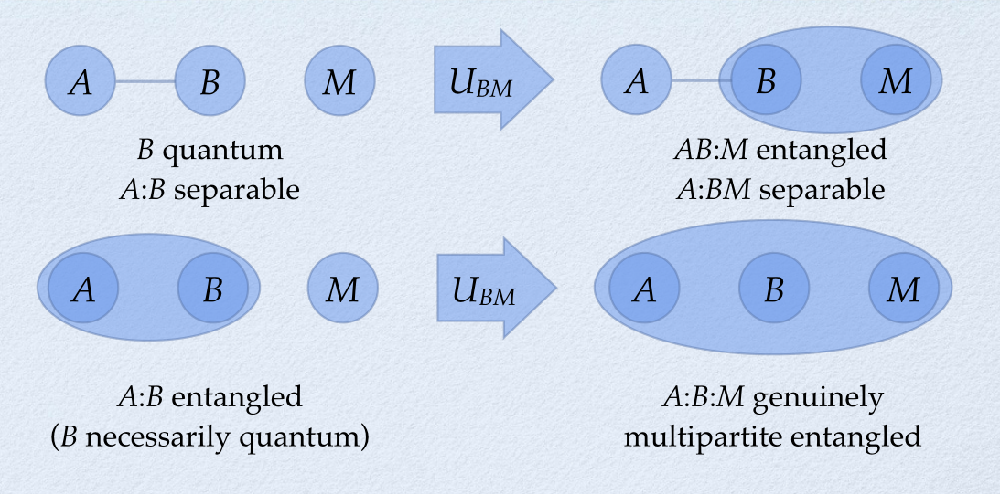 A B M U_BM A B M
B quantum
A:B separable
AB:M entangled
A:BM separable
A B M U_BM A B M
A:B entangled
(B necessarily quantum)
A:B:M genuinely
multipartite entangled